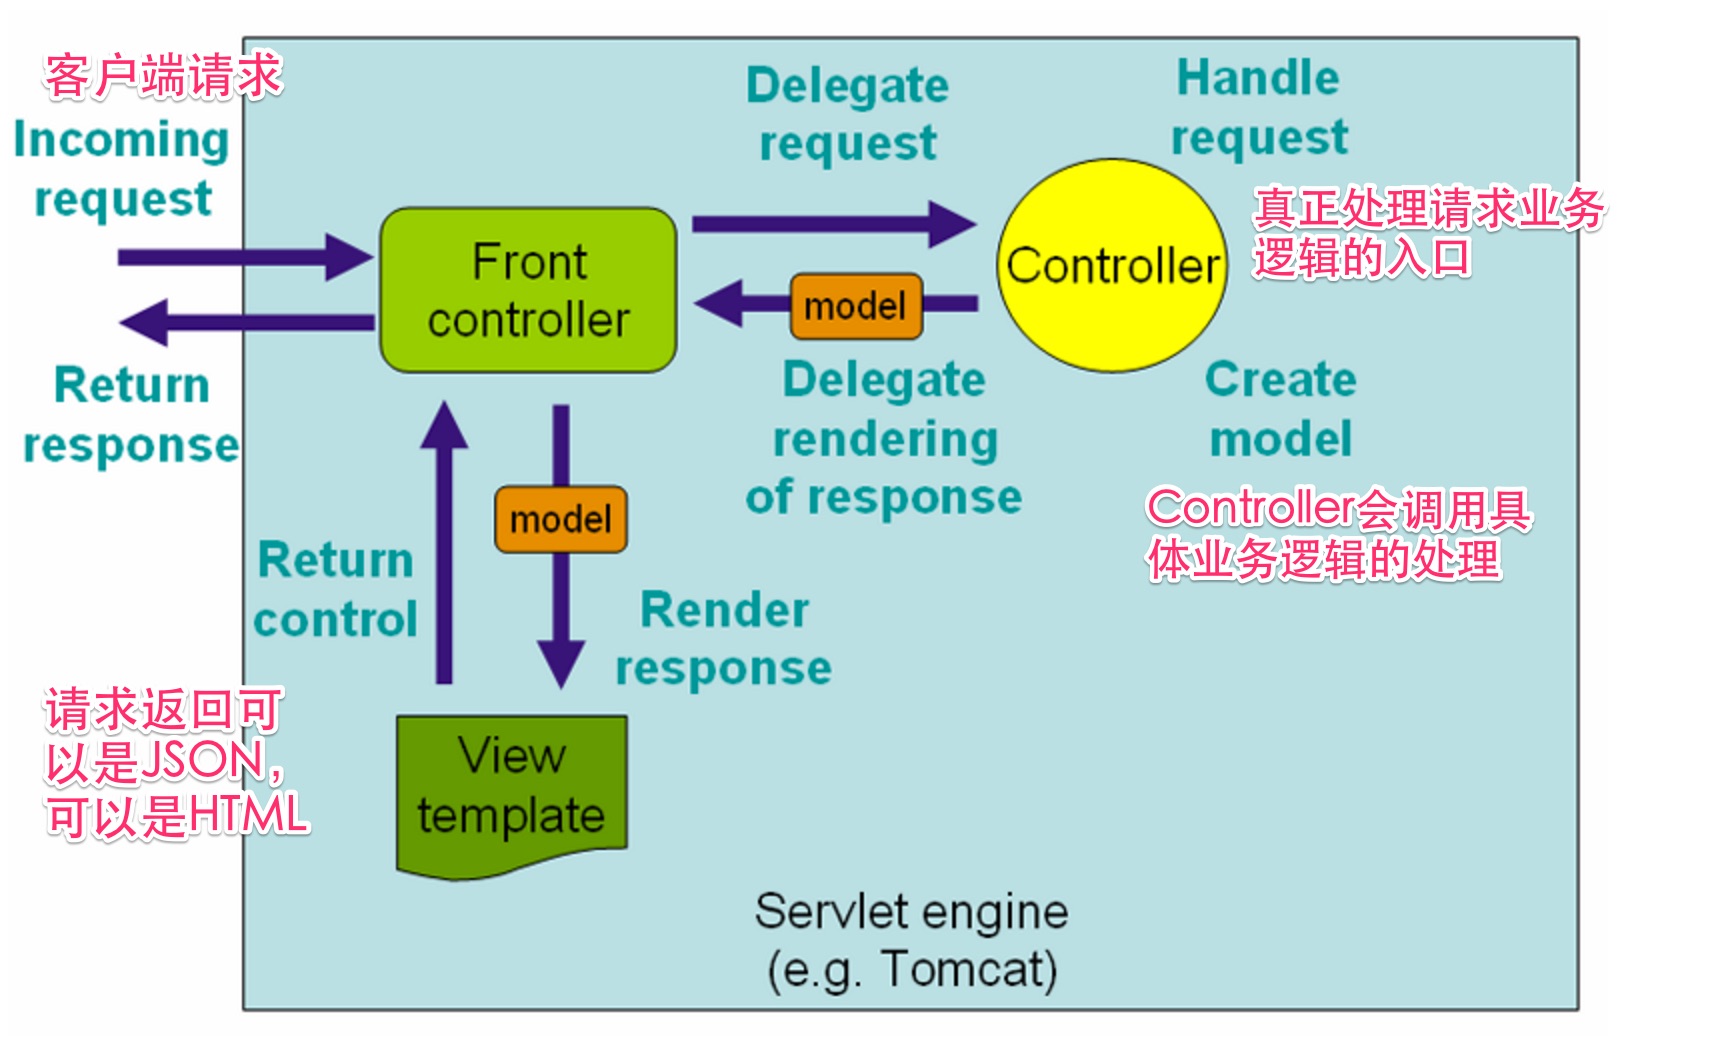 客户端请求
Incoming
request
Delegate
request
Handle
request
真正处理请求业务
逻辑的入口
Front
controller
Controller
model
Return
response
Delegate
rendering
of response
Create
model
Controller会调用具
体业务逻辑的处理
model
Return
control
Render
response
请求返回可
以是JSON，
可以是HTML
View
template
Servlet engine
(e.g. Tomcat)